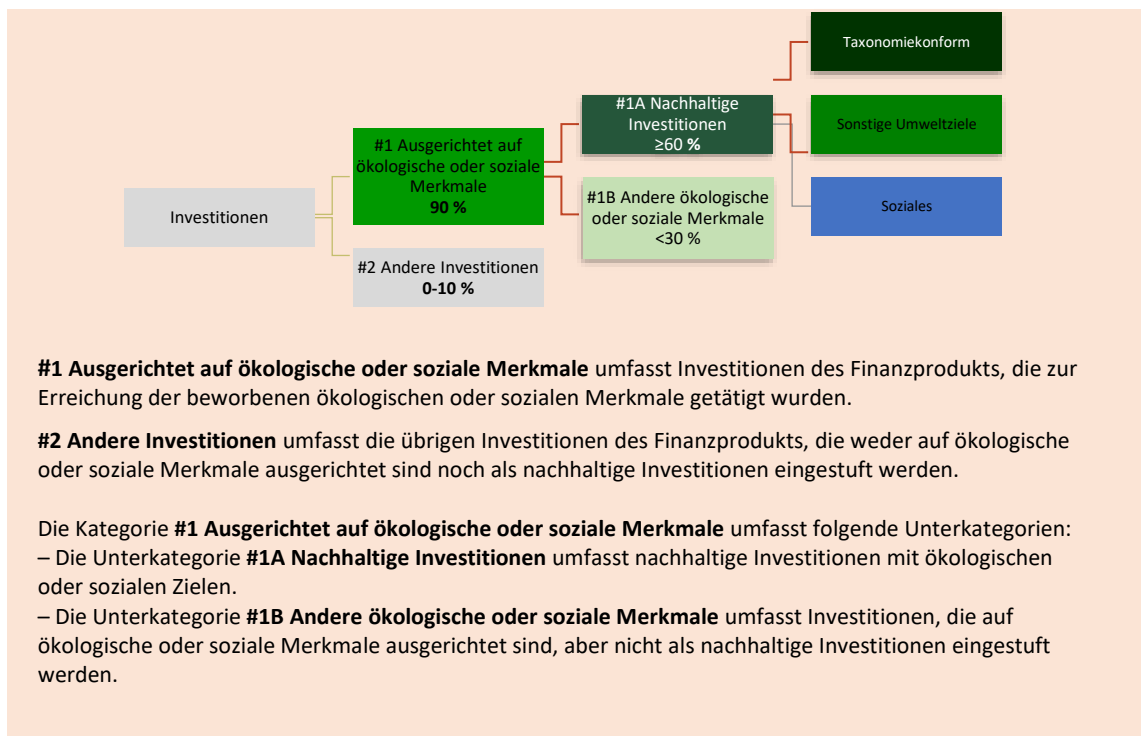 Taxonomiekonform
#1A Nachhaltige
Investitionen
≥60 %
Sonstige Umweltziele
#1 Ausgerichtet auf
ökologische oder soziale
Merkmale
90 %
#1B Andere ökologische
oder soziale Merkmale
<30 %
Soziales
Investitionen
#2 Andere Investitionen
0-10 %
#1 Ausgerichtet auf ökologische oder soziale Merkmale umfasst Investitionen des Finanzprodukts, die zur
Erreichung der beworbenen ökologischen oder sozialen Merkmale getätigt wurden.
#2 Andere Investitionen umfasst die übrigen Investitionen des Finanzprodukts, die weder auf ökologische
oder soziale Merkmale ausgerichtet sind noch als nachhaltige Investitionen eingestuft werden.
Die Kategorie #1 Ausgerichtet auf ökologische oder soziale Merkmale umfasst folgende Unterkategorien:
– Die Unterkategorie #1A Nachhaltige Investitionen umfasst nachhaltige Investitionen mit ökologischen
oder sozialen Zielen.
– Die Unterkategorie #1B Andere ökologische oder soziale Merkmale umfasst Investitionen, die auf
ökologische oder soziale Merkmale ausgerichtet sind, aber nicht als nachhaltige Investitionen eingestuft
werden.